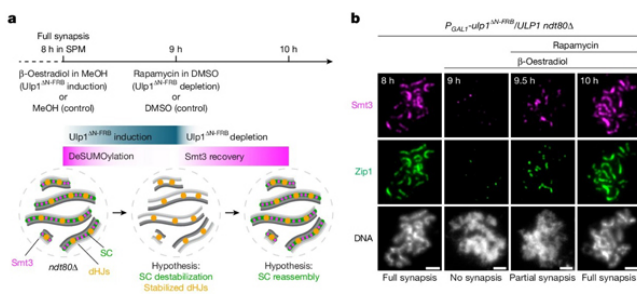 a
Full synapsis
8 h in SPM
9 h
10 h
β-Oestradiol in MeOH
(Ulp1ΔN-FRB induction)
or
MeOH (control)
Rapamycin in DMSO
(Ulp1ΔN-FRB depletion)
or
DMSO (control)
Ulp1ΔN-FRB induction
Ulp1ΔN-FRB depletion
DeSUMOylation
Smt3 recovery
Smt3
ndt80Δ
SC
dHJs
Hypothesis:
SC destabilization
Stabilized dHJs
Hypothesis:
SC reassembly
b
PGAL1-ulp1ΔN-FRB/ULP1 ndt80Δ
Rapamycin
β-Oestradiol
8 h
9 h
9.5 h
10 h
Smt3
Zip1
DNA
Full synapsis
No synapsis
Partial synapsis
Full synapsis